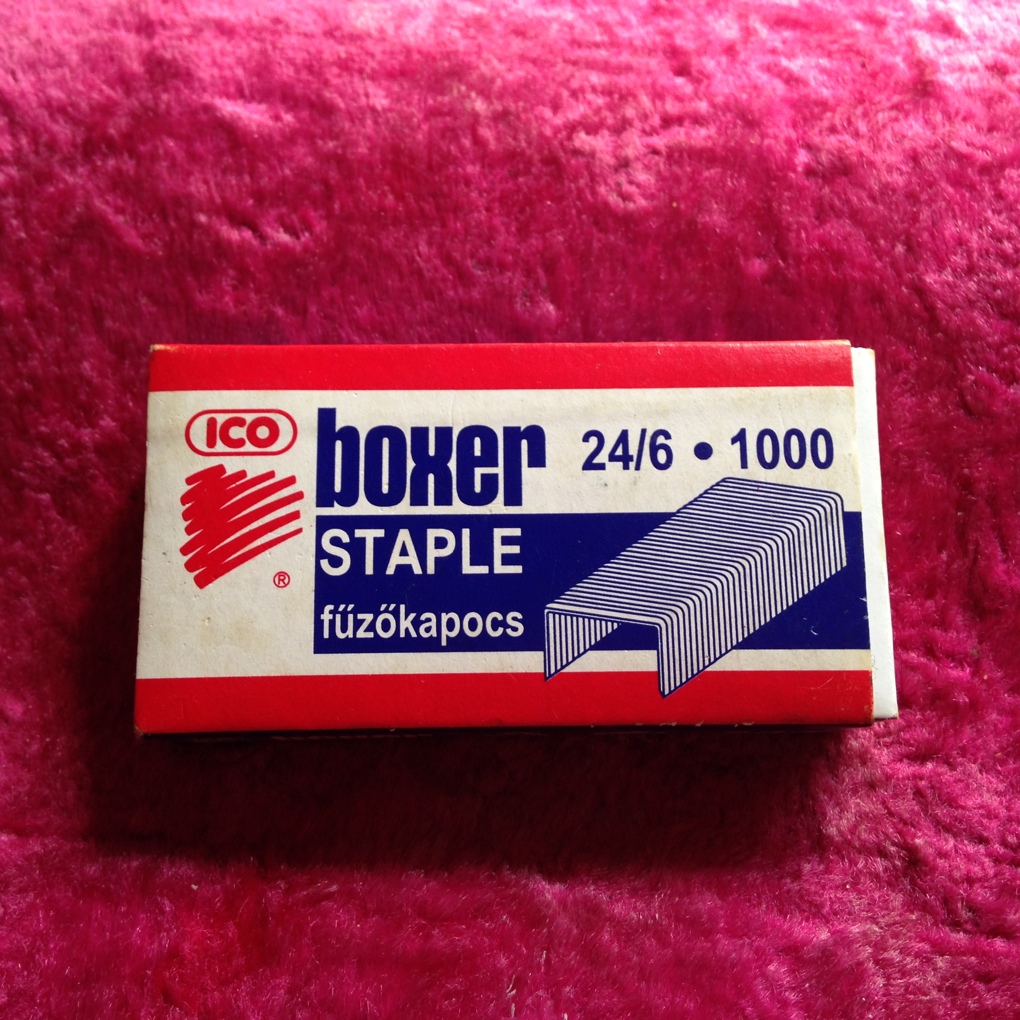 ICO
®
boxer 24/6 • 1000
STAPLE
fűzőkapocs